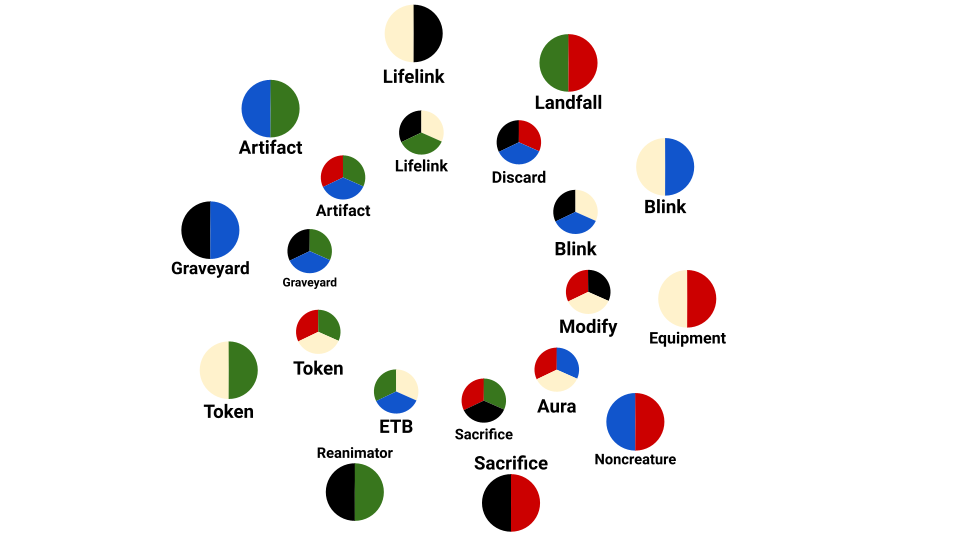 Lifelink
Landfall
Artifact
Lifelink
Discard
Blink
Artifact
Blink
Graveyard
Graveyard
Modify
Equipment
Token
Token
Aura
ETB
Sacrifice
Noncreature
Reanimator
Sacrifice